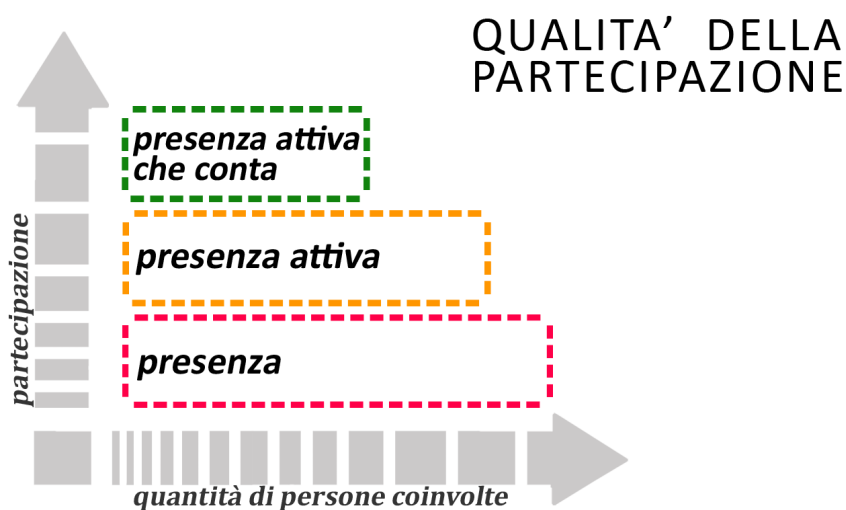 QUALITA’ DELLA
PARTECIPAZIONE
presenza attiva
che conta
presenza attiva
presenza
partecipazione
quantità di persone coinvolte